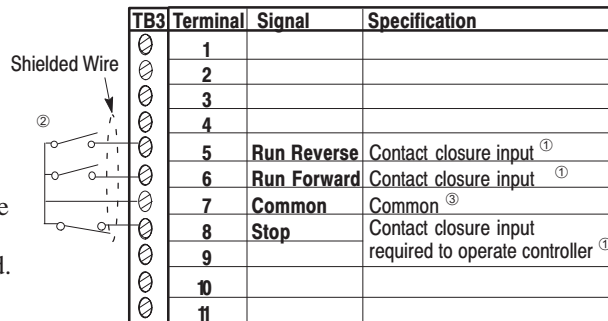 TB3 Terminal Signal Specification
1
Shielded Wire
2
3
②
4
5 Run Reverse Contact closure input ①
6 Run Forward Contact closure input ①
e
7 Common Common ③
8 Stop Contact closure input
required to operate controller ①
9
d.
10
11